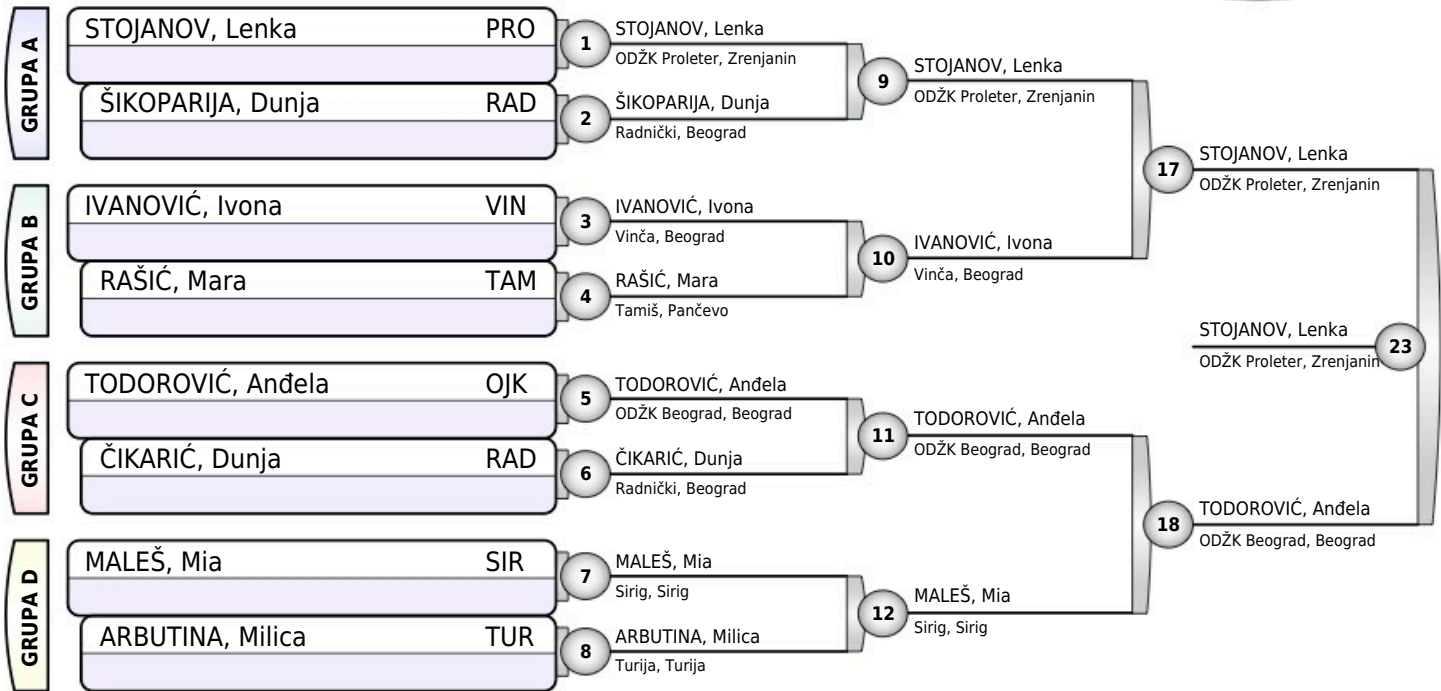 GRUPA A
STOJANOV, Lenka PRO
ŠIKOPARIJA, Dunja RAD
GRUPA B
IVANOVIĆ, Ivona VIN
RAŠIĆ, Mara TAM
GRUPA C
TODOROVIĆ, Anđela OJK
ČIKARIĆ, Dunja RAD
GRUPA D
MALEŠ, Mia SIR
ARBUTINA, Milica TUR
1
STOJANOV, Lenka
ODŽK Proleter, Zrenjanin
2
ŠIKOPARIJA, Dunja
Radnički, Beograd
3
IVANOVIĆ, Ivona
Vinča, Beograd
4
RAŠIĆ, Mara
Tamiš, Pančevo
5
TODOROVIĆ, Anđela
ODŽK Beograd, Beograd
6
ČIKARIĆ, Dunja
Radnički, Beograd
7
MALEŠ, Mia
Sirig, Sirig
8
ARBUTINA, Milica
Turija, Turija
9
STOJANOV, Lenka
ODŽK Proleter, Zrenjanin
10
IVANOVIĆ, Ivona
Vinča, Beograd
11
TODOROVIĆ, Anđela
ODŽK Beograd, Beograd
12
MALEŠ, Mia
Sirig, Sirig
17
STOJANOV, Lenka
ODŽK Proleter, Zrenjanin
18
TODOROVIĆ, Anđela
ODŽK Beograd, Beograd
STOJANOV, Lenka
ODŽK Proleter, Zrenjanin
23